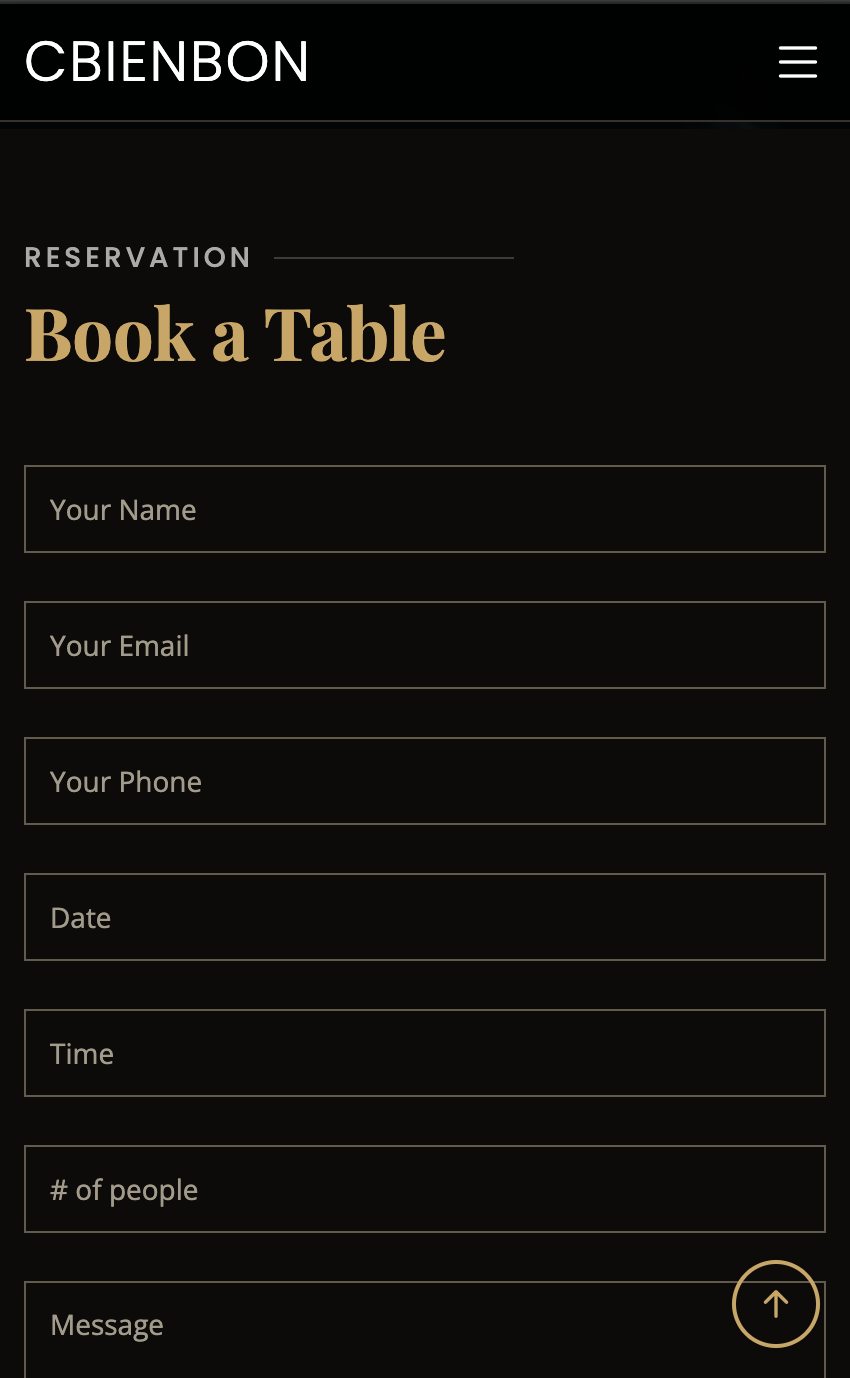 CBIENBON
RESERVATION
Book a Table
Your Name
Your Email
Your Phone
Date
Time
# of people
Message